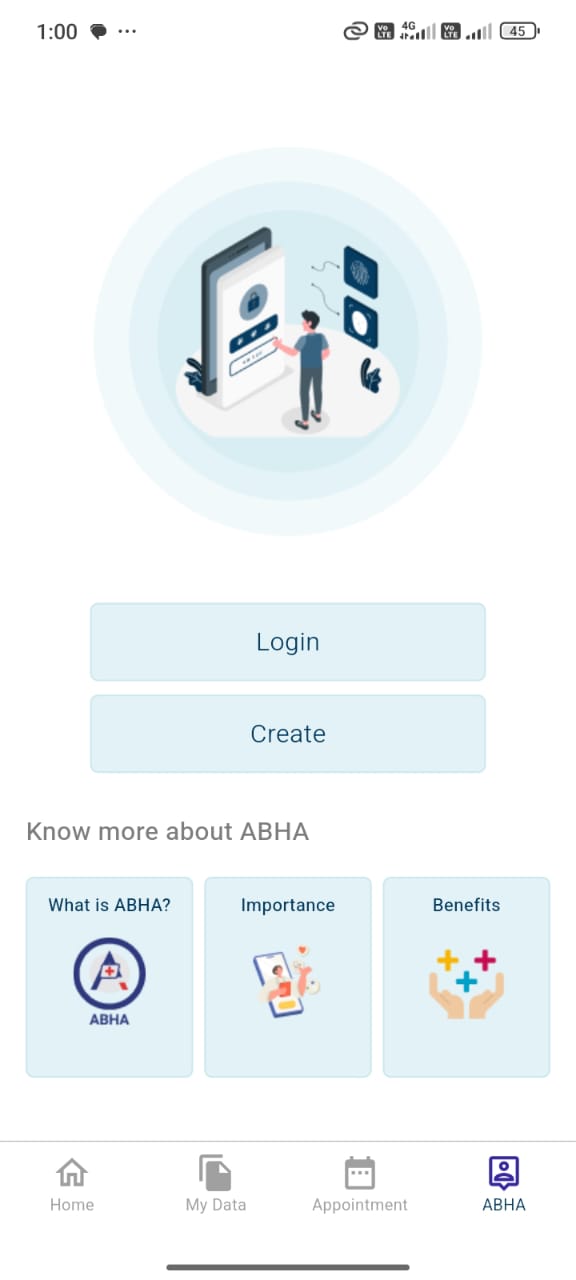 1:00
Vo LTE 4G Vo LTE 45
Login
Create
Know more about ABHA
What is ABHA? Importance Benefits
ABHA
Home My Data Appointment ABHA